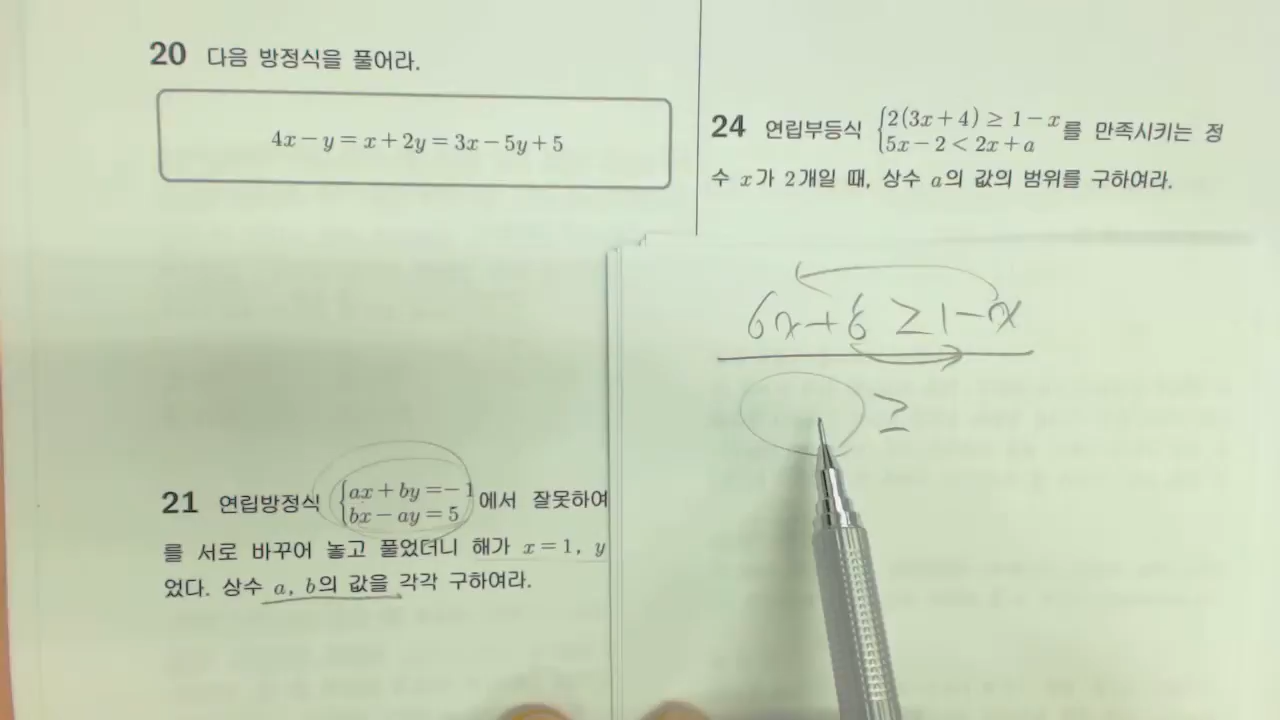 20 다음 방정식을 풀어라.
4x-y=x+2y=3x-5y+5
21 연립방정식 {ax+by=-1
bx-ay=5 에서 잘못하여
를 서로 바꾸어 놓고 풀었더니 해가 x=1, y
었다. 상수 a, b의 값을 각각 구하여라.
24 연립부등식 {2(3x+4)≥1-x
5x-2<2x+a 를 만족시키는 정
수 x가 2개일 때, 상수 a의 값의 범위를 구하여라.
6x+8≥1-x
≥